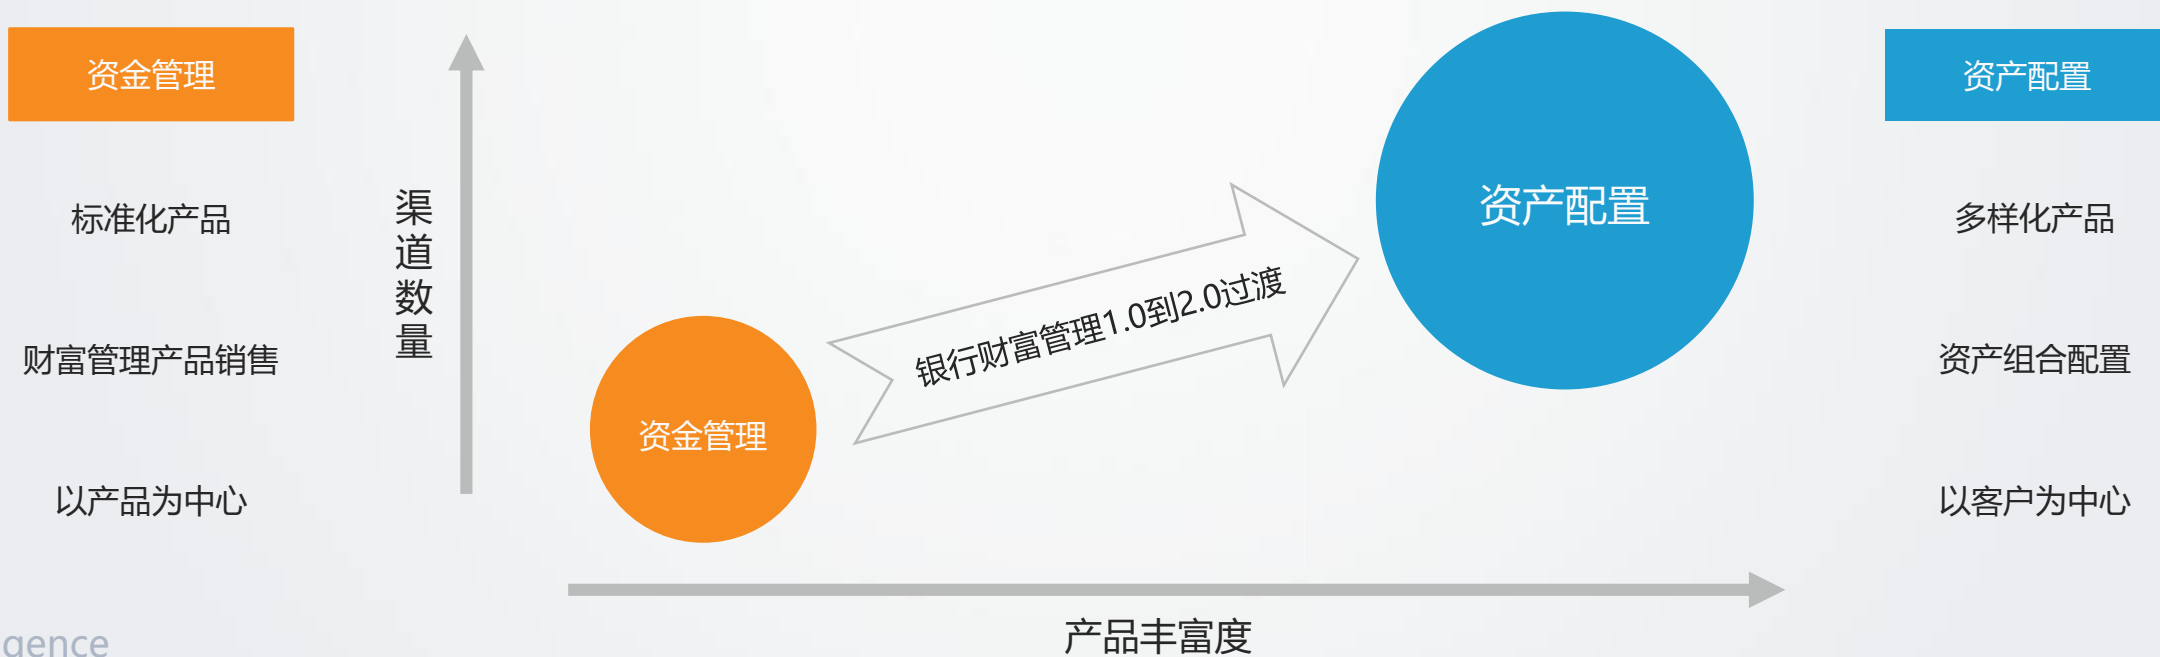 资金管理
标准化产品
财富管理产品销售
以产品为中心
渠道数量
资金管理
银行财富管理1.0到2.0过渡
资产配置
产品丰富度
资产配置
多样化产品
资产组合配置
以客户为中心
gence